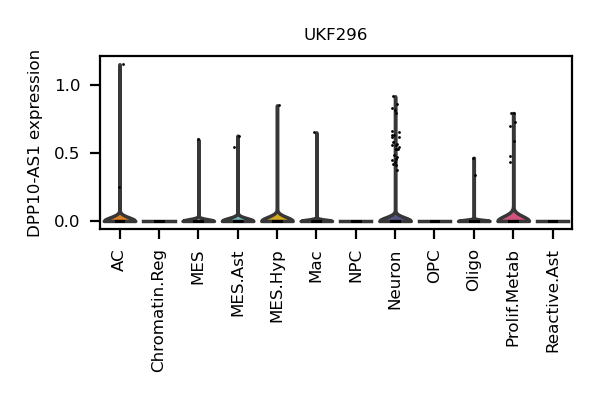 UKF296
DPP10-AS1 expression
1.0
0.5
0.0
AC
Chromatin.Reg
MES
MES.Ast
MES.Hyp
Mac
NPC
Neuron
OPC
Oligo
Prolif.Metab
Reactive.Ast